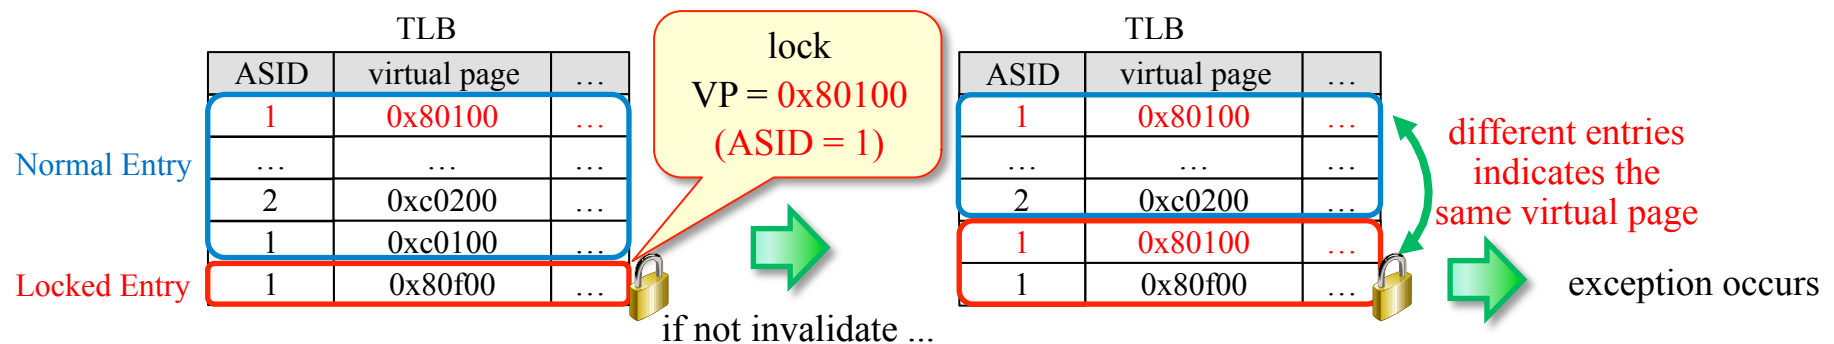 TLB
ASID virtual page ...
1 0x80100 ...
... ... ...
2 0xc0200 ...
1 0xc0100 ...
1 0x80f00 ...
Normal Entry
Locked Entry
lock
VP = 0x80100
(ASID = 1)
if not invalidate ...
TLB
ASID virtual page ...
1 0x80100 ...
... ... ...
2 0xc0200 ...
1 0x80100 ...
1 0x80f00 ...
different entries
indicates the
same virtual page
exception occurs